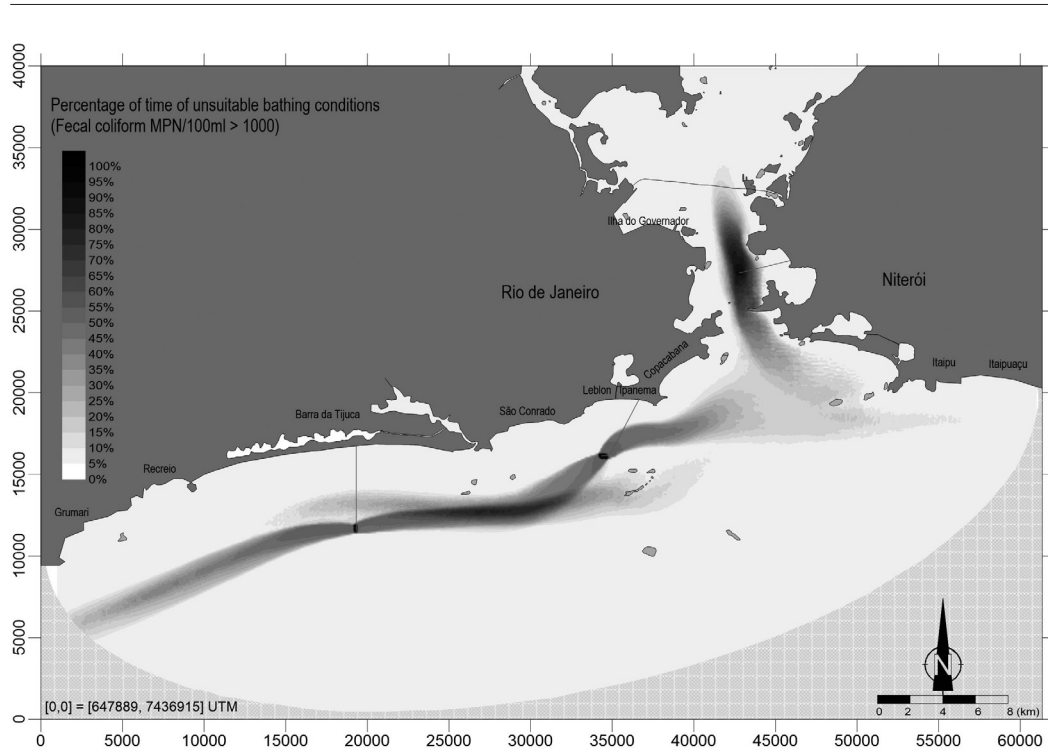 40000
35000
30000
25000
20000
15000
10000
5000
0
Percentage of time of unsuitable bathing conditions
(Fecal coliform MPN/100ml > 1000)
100%
95%
90%
85%
80%
75%
70%
65%
60%
55%
50%
45%
40%
35%
30%
25%
20%
15%
10%
5%
0%
Ilha do Governador
Rio de Janeiro
Niterói
Copacabana
Itaipu
Itaipuaçu
Leblon
Ipanema
São Conrado
Barra da Tijuca
Recreio
Grumari
N
0 2 4 6 8 (km)
[0,0] = [647889, 7436915] UTM
0 5000 10000 15000 20000 25000 30000 35000 40000 45000 50000 55000 60000